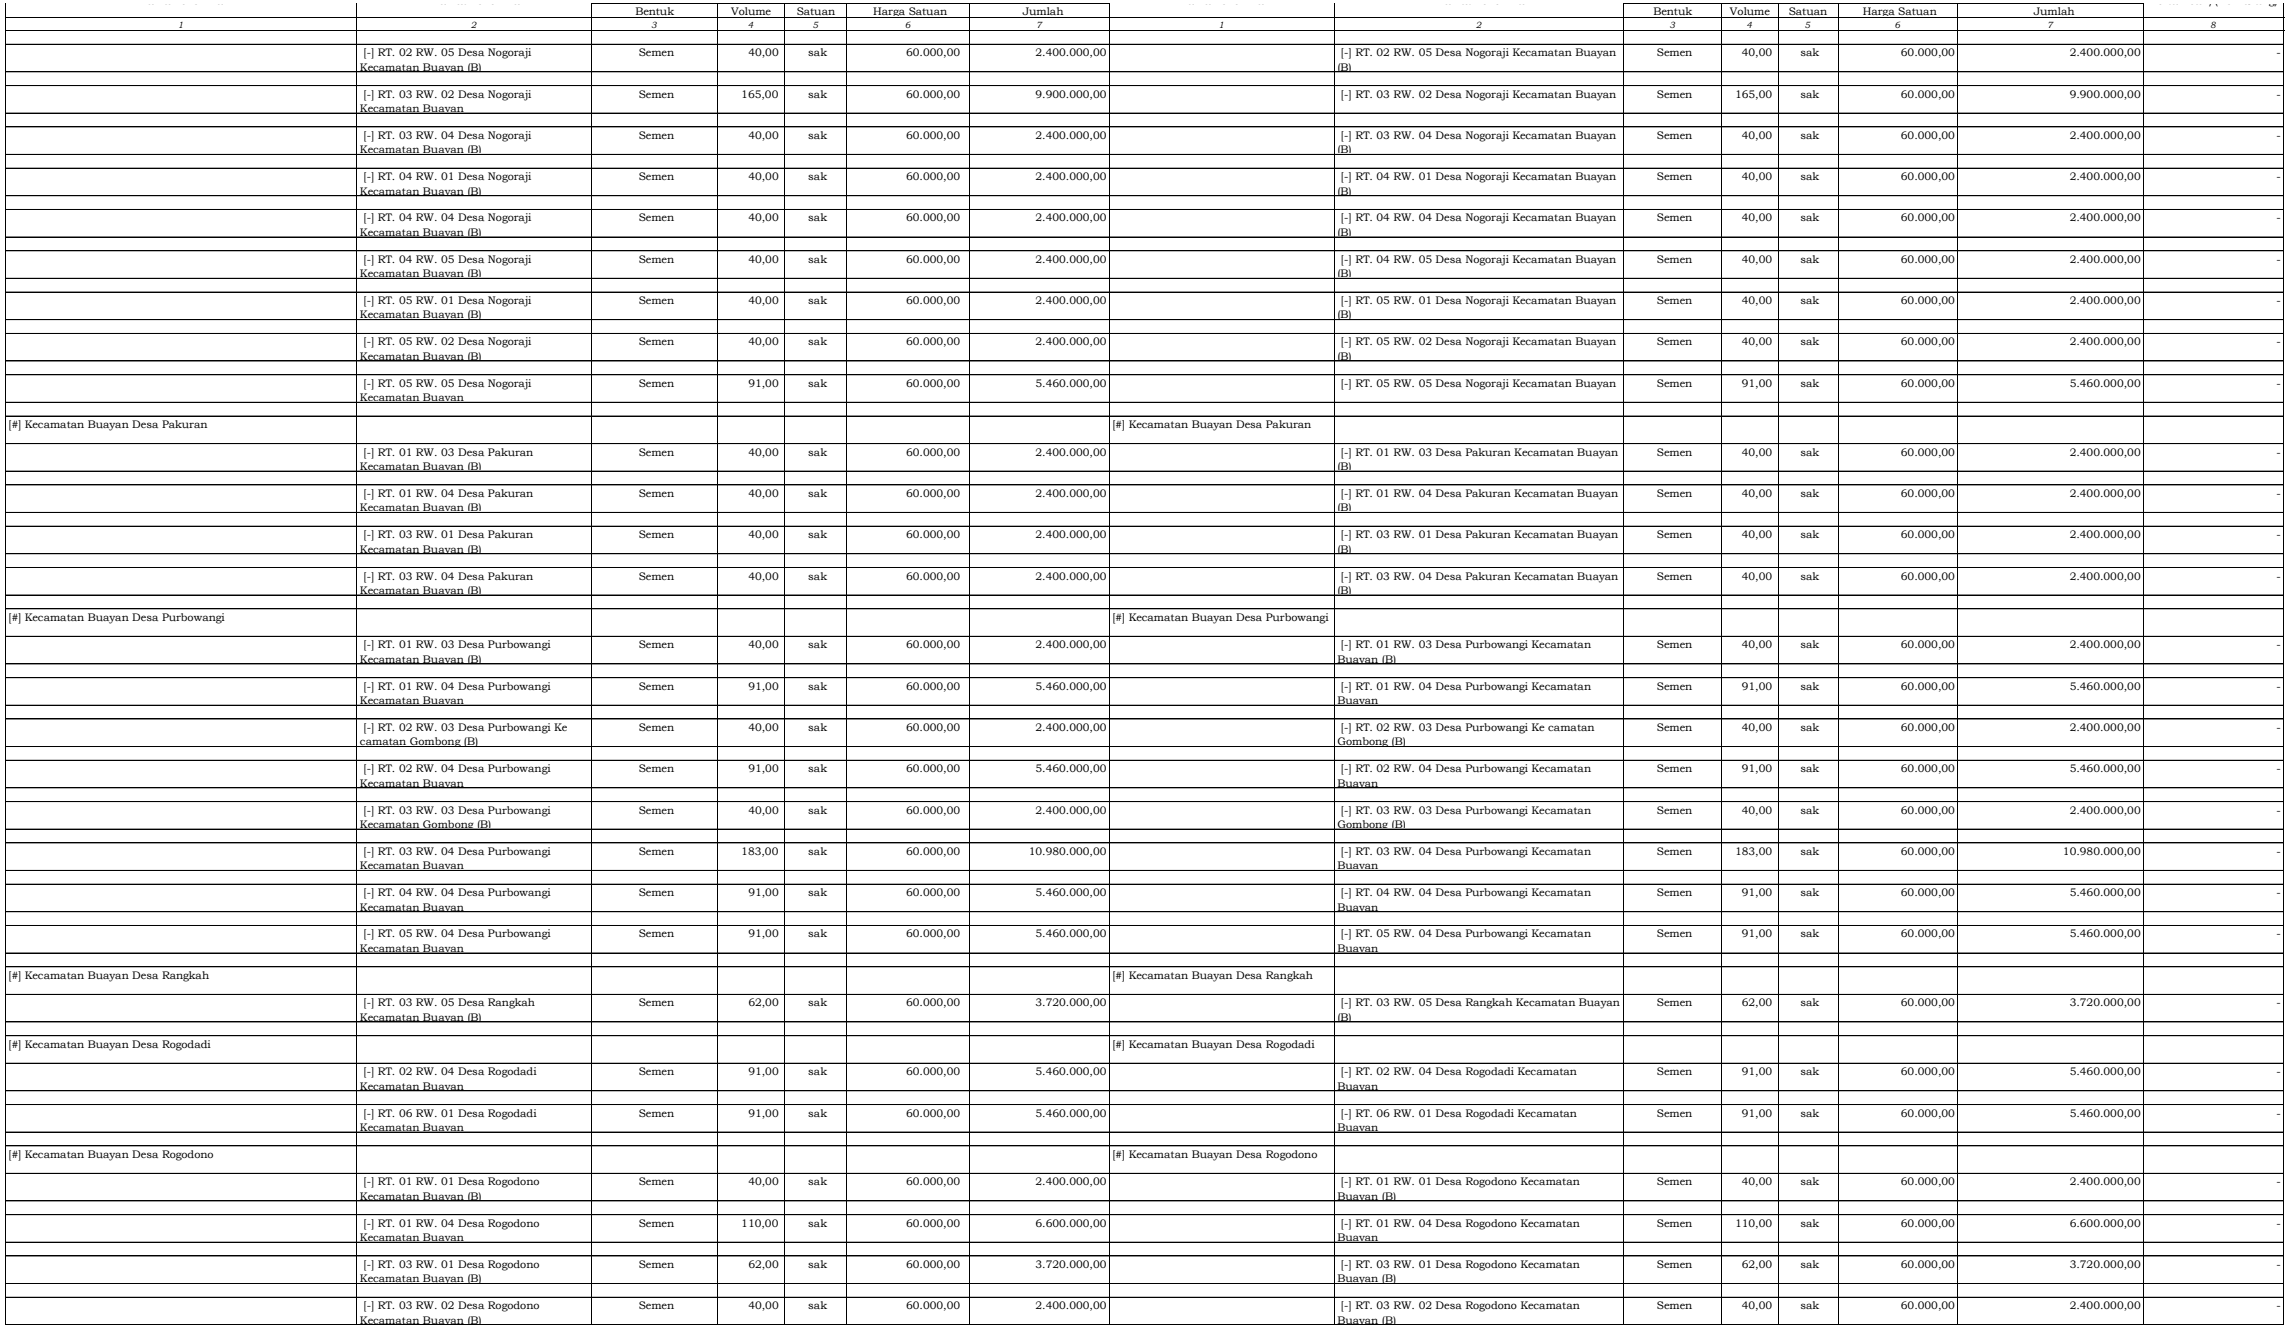 Bentuk Volume Satuan Harga Satuan Jumlah Bentuk Volume Satuan Harga Satuan Jumlah
1 2 3 4 5 6 7 1 2 3 4 5 6 7 8
[-] RT. 02 RW. 05 Desa Nogoraji Semen 40,00 sak 60.000,00 2.400.000,00 [-] RT. 02 RW. 05 Desa Nogoraji Kecamatan Buayan Semen 40,00 sak 60.000,00 2.400.000,00 -
Kecamatan Buayan (B) (B)
[-] RT. 03 RW. 02 Desa Nogoraji Semen 165,00 sak 60.000,00 9.900.000,00 [-] RT. 03 RW. 02 Desa Nogoraji Kecamatan Buayan Semen 165,00 sak 60.000,00 9.900.000,00 -
Kecamatan Buayan
[-] RT. 03 RW. 04 Desa Nogoraji Semen 40,00 sak 60.000,00 2.400.000,00 [-] RT. 03 RW. 04 Desa Nogoraji Kecamatan Buayan Semen 40,00 sak 60.000,00 2.400.000,00 -
Kecamatan Buayan (B) (B)
[-] RT. 04 RW. 01 Desa Nogoraji Semen 40,00 sak 60.000,00 2.400.000,00 [-] RT. 04 RW. 01 Desa Nogoraji Kecamatan Buayan Semen 40,00 sak 60.000,00 2.400.000,00 -
Kecamatan Buayan (B) (B)
[-] RT. 04 RW. 04 Desa Nogoraji Semen 40,00 sak 60.000,00 2.400.000,00 [-] RT. 04 RW. 04 Desa Nogoraji Kecamatan Buayan Semen 40,00 sak 60.000,00 2.400.000,00 -
Kecamatan Buayan (B) (B)
[-] RT. 04 RW. 05 Desa Nogoraji Semen 40,00 sak 60.000,00 2.400.000,00 [-] RT. 04 RW. 05 Desa Nogoraji Kecamatan Buayan Semen 40,00 sak 60.000,00 2.400.000,00 -
Kecamatan Buayan (B) (B)
[-] RT. 05 RW. 01 Desa Nogoraji Semen 40,00 sak 60.000,00 2.400.000,00 [-] RT. 05 RW. 01 Desa Nogoraji Kecamatan Buayan Semen 40,00 sak 60.000,00 2.400.000,00 -
Kecamatan Buayan (B) (B)
[-] RT. 05 RW. 02 Desa Nogoraji Semen 40,00 sak 60.000,00 2.400.000,00 [-] RT. 05 RW. 02 Desa Nogoraji Kecamatan Buayan Semen 40,00 sak 60.000,00 2.400.000,00 -
Kecamatan Buayan (B) (B)
[-] RT. 05 RW. 05 Desa Nogoraji Semen 91,00 sak 60.000,00 5.460.000,00 [-] RT. 05 RW. 05 Desa Nogoraji Kecamatan Buayan Semen 91,00 sak 60.000,00 5.460.000,00 -
Kecamatan Buayan
[#] Kecamatan Buayan Desa Pakuran [#] Kecamatan Buayan Desa Pakuran
[-] RT. 01 RW. 03 Desa Pakuran Semen 40,00 sak 60.000,00 2.400.000,00 [-] RT. 01 RW. 03 Desa Pakuran Kecamatan Buayan Semen 40,00 sak 60.000,00 2.400.000,00 -
Kecamatan Buayan (B) (B)
[-] RT. 01 RW. 04 Desa Pakuran Semen 40,00 sak 60.000,00 2.400.000,00 [-] RT. 01 RW. 04 Desa Pakuran Kecamatan Buayan Semen 40,00 sak 60.000,00 2.400.000,00 -
Kecamatan Buayan (B) (B)
[-] RT. 03 RW. 01 Desa Pakuran Semen 40,00 sak 60.000,00 2.400.000,00 [-] RT. 03 RW. 01 Desa Pakuran Kecamatan Buayan Semen 40,00 sak 60.000,00 2.400.000,00 -
Kecamatan Buayan (B) (B)
[-] RT. 03 RW. 04 Desa Pakuran Semen 40,00 sak 60.000,00 2.400.000,00 [-] RT. 03 RW. 04 Desa Pakuran Kecamatan Buayan Semen 40,00 sak 60.000,00 2.400.000,00 -
Kecamatan Buayan (B) (B)
[#] Kecamatan Buayan Desa Purbowangi [#] Kecamatan Buayan Desa Purbowangi
[-] RT. 01 RW. 03 Desa Purbowangi Semen 40,00 sak 60.000,00 2.400.000,00 [-] RT. 01 RW. 03 Desa Purbowangi Kecamatan Semen 40,00 sak 60.000,00 2.400.000,00 -
Kecamatan Buayan (B) Buayan (B)
[-] RT. 01 RW. 04 Desa Purbowangi Semen 91,00 sak 60.000,00 5.460.000,00 [-] RT. 01 RW. 04 Desa Purbowangi Kecamatan Semen 91,00 sak 60.000,00 5.460.000,00 -
Kecamatan Buayan Buayan
[-] RT. 02 RW. 03 Desa Purbowangi Ke Semen 40,00 sak 60.000,00 2.400.000,00 [-] RT. 02 RW. 03 Desa Purbowangi Ke camatan Semen 40,00 sak 60.000,00 2.400.000,00 -
camatan Gombong (B) Gombong (B)
[-] RT. 02 RW. 04 Desa Purbowangi Semen 91,00 sak 60.000,00 5.460.000,00 [-] RT. 02 RW. 04 Desa Purbowangi Kecamatan Semen 91,00 sak 60.000,00 5.460.000,00 -
Kecamatan Buayan Buayan
[-] RT. 03 RW. 03 Desa Purbowangi Semen 40,00 sak 60.000,00 2.400.000,00 [-] RT. 03 RW. 03 Desa Purbowangi Kecamatan Semen 40,00 sak 60.000,00 2.400.000,00 -
Kecamatan Gombong (B) Gombong (B)
[-] RT. 03 RW. 04 Desa Purbowangi Semen 183,00 sak 60.000,00 10.980.000,00 [-] RT. 03 RW. 04 Desa Purbowangi Kecamatan Semen 183,00 sak 60.000,00 10.980.000,00 -
Kecamatan Buayan Buayan
[-] RT. 04 RW. 04 Desa Purbowangi Semen 91,00 sak 60.000,00 5.460.000,00 [-] RT. 04 RW. 04 Desa Purbowangi Kecamatan Semen 91,00 sak 60.000,00 5.460.000,00 -
Kecamatan Buayan Buayan
[-] RT. 05 RW. 04 Desa Purbowangi Semen 91,00 sak 60.000,00 5.460.000,00 [-] RT. 05 RW. 04 Desa Purbowangi Kecamatan Semen 91,00 sak 60.000,00 5.460.000,00 -
Kecamatan Buayan Buayan
[#] Kecamatan Buayan Desa Rangkah [#] Kecamatan Buayan Desa Rangkah
[-] RT. 03 RW. 05 Desa Rangkah Semen 62,00 sak 60.000,00 3.720.000,00 [-] RT. 03 RW. 05 Desa Rangkah Kecamatan Buayan Semen 62,00 sak 60.000,00 3.720.000,00 -
Kecamatan Buayan (B) (B)
[#] Kecamatan Buayan Desa Rogodadi [#] Kecamatan Buayan Desa Rogodadi
[-] RT. 02 RW. 04 Desa Rogodadi Semen 91,00 sak 60.000,00 5.460.000,00 [-] RT. 02 RW. 04 Desa Rogodadi Kecamatan Semen 91,00 sak 60.000,00 5.460.000,00 -
Kecamatan Buayan Buayan
[-] RT. 06 RW. 01 Desa Rogodadi Semen 91,00 sak 60.000,00 5.460.000,00 [-] RT. 06 RW. 01 Desa Rogodadi Kecamatan Semen 91,00 sak 60.000,00 5.460.000,00 -
Kecamatan Buayan Buayan
[#] Kecamatan Buayan Desa Rogodono [#] Kecamatan Buayan Desa Rogodono
[-] RT. 01 RW. 01 Desa Rogodono Semen 40,00 sak 60.000,00 2.400.000,00 [-] RT. 01 RW. 01 Desa Rogodono Kecamatan Semen 40,00 sak 60.000,00 2.400.000,00 -
Kecamatan Buayan (B) Buayan (B)
[-] RT. 01 RW. 04 Desa Rogodono Semen 110,00 sak 60.000,00 6.600.000,00 [-] RT. 01 RW. 04 Desa Rogodono Kecamatan Semen 110,00 sak 60.000,00 6.600.000,00 -
Kecamatan Buayan Buayan
[-] RT. 03 RW. 01 Desa Rogodono Semen 62,00 sak 60.000,00 3.720.000,00 [-] RT. 03 RW. 01 Desa Rogodono Kecamatan Semen 62,00 sak 60.000,00 3.720.000,00 -
Kecamatan Buayan (B) Buayan (B)
[-] RT. 03 RW. 02 Desa Rogodono Semen 40,00 sak 60.000,00 2.400.000,00 [-] RT. 03 RW. 02 Desa Rogodono Kecamatan Semen 40,00 sak 60.000,00 2.400.000,00 -
Kecamatan Buayan (B) Buayan (B)